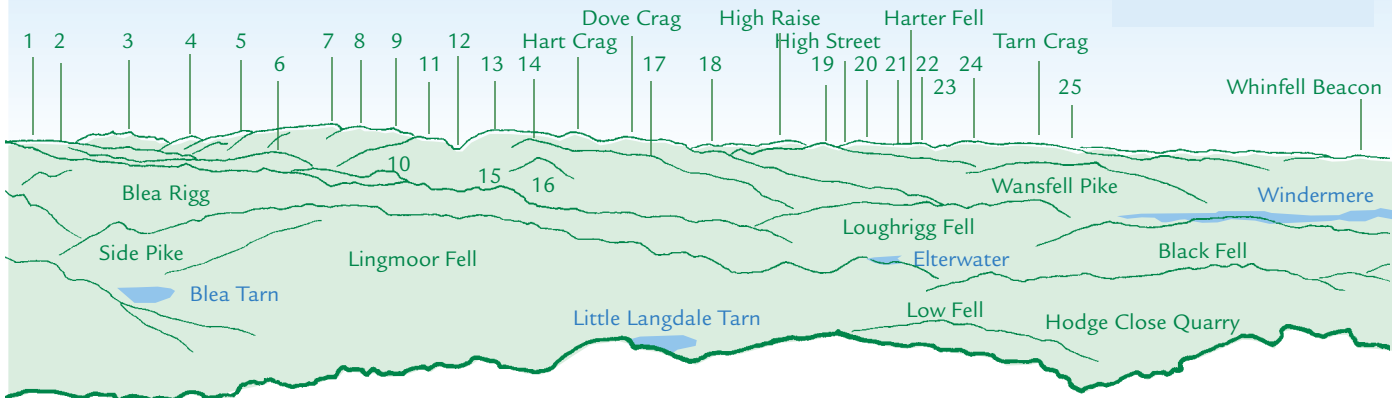 Dove Crag High Raise Harter Fell
1 2 3 4 5 7 8 9 12 Hart Crag High Street Tarn Crag
6 11 13 14 17 18 19 20 21 22 24
23 25 Whinfell Beacon
10
15 16
Blea Rigg Wansfell Pike Windermere
Loughrigg Fell
Side Pike Lingmoor Fell Elterwater Black Fell
Blea Tarn
Little Langdale Tarn Low Fell Hodge Close Quarry